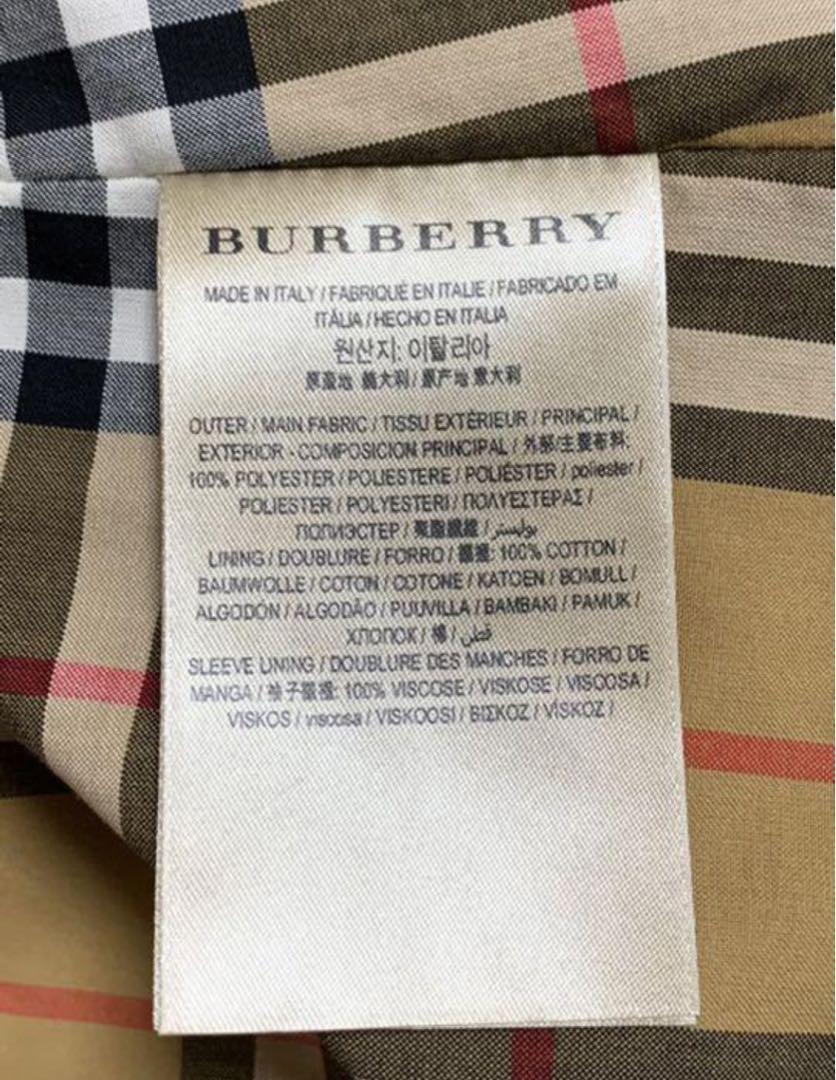 BURBERRY
MADE IN ITALY / FABRIQUÉ EN ITALIE / FABRICADO EM
ITÁLIA / HECHO EN ITALIA
원산지: 이탈리아
原產地 義大利 / 原产地 意大利
OUTER / MAIN FABRIC / TISSU EXTÉRIEUR / PRINCIPAL /
EXTERIOR - COMPOSICION PRINCIPAL / 外部/主要布料:
100% POLYESTER / POLIESTERE / POLIÉSTER / poliester /
POLIESTER / POLYESTERI / ΠΟΛΥΕΣΤΕΡΑΣ /
ПОЛИЭСТЕР / 聚酯纖維 / بوليستر /
LINING / DOUBLURE / FORRO / 襯裡: 100% COTTON /
BAUMWOLLE / COTON / COTONE / KATOEN / BOMULL /
ALGODÓN / ALGODÃO / PUUVILLA / BAMBAKI / PAMUK /
ХЛОПОК / 棉 / قطن /
SLEEVE LINING / DOUBLURE DES MANCHES / FORRO DE
MANGA / 袖子襯裡: 100% VISCOSE / VISKOSE / VISCOSA /
VISKOS / viscosa / VISKOOSI / ΒΙΣΚΟΖ / VİSKOZ /